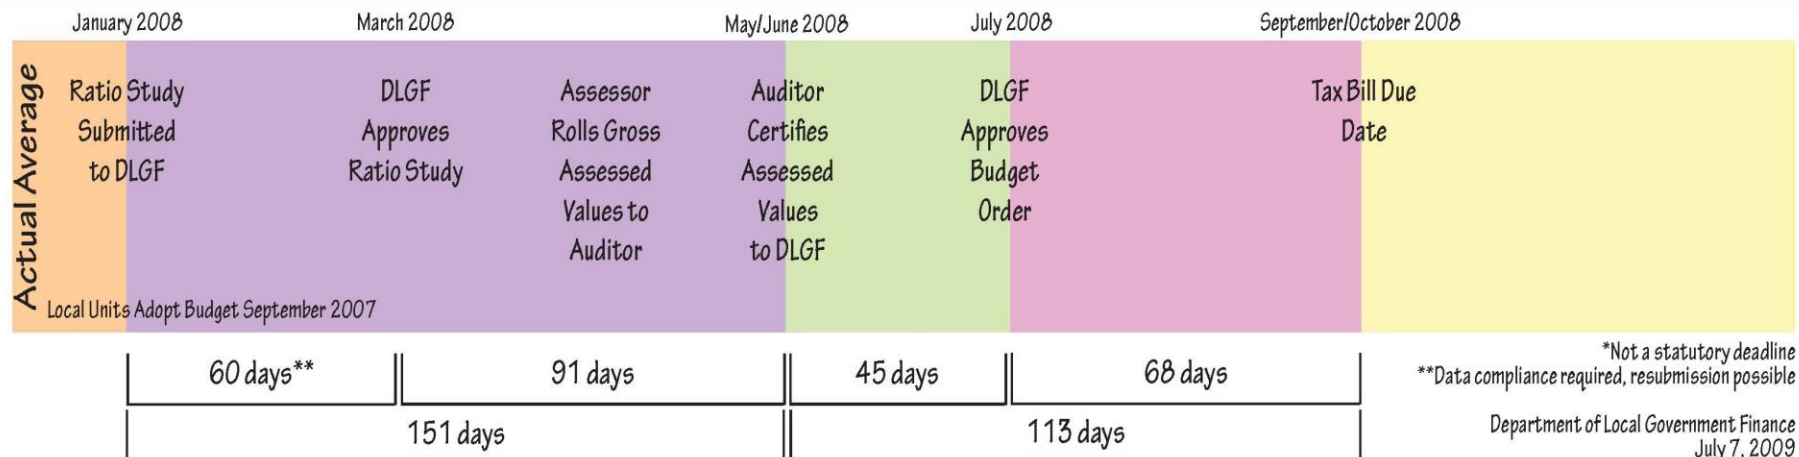 January 2008
March 2008
May/June 2008
July 2008
September/October 2008
Actual Average
Ratio Study
Submitted
to DLGF
DLGF
Approves
Ratio Study
Assessor
Rolls Gross
Assessed
Values to
Auditor
Auditor
Certifies
Assessed
Values
to DLGF
DLGF
Approves
Budget
Order
Tax Bill Due
Date
Local Units Adopt Budget September 2007
60 days**
91 days
45 days
68 days
151 days
113 days
*Not a statutory deadline
**Data compliance required, resubmission possible
Department of Local Government Finance
July 7, 2009